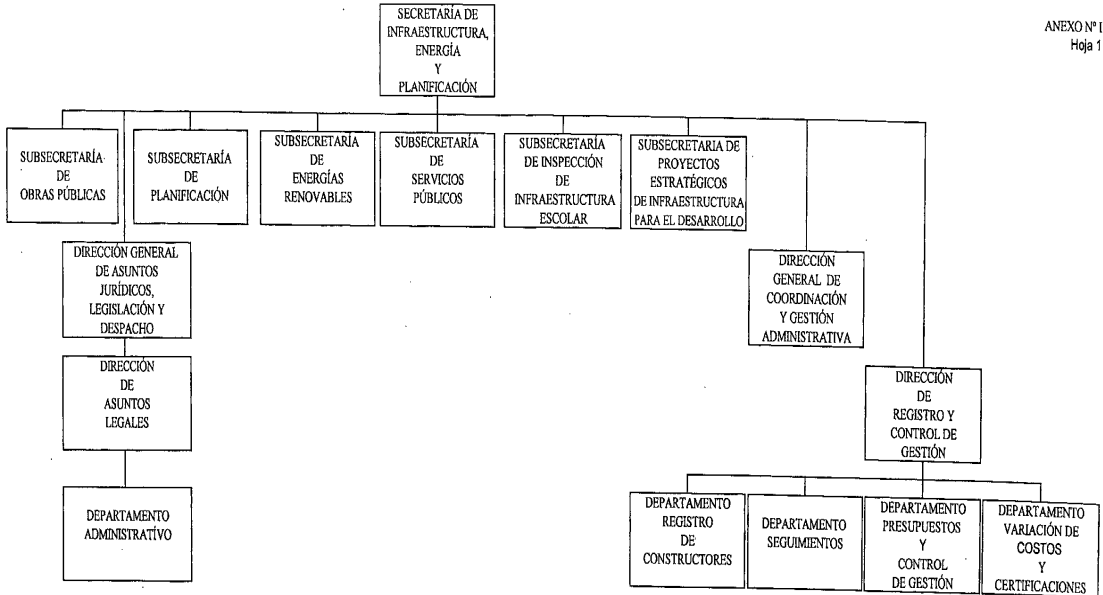 SECRETARÍA DE
INFRAESTRUCTURA,
ENERGÍA
Y
PLANIFICACIÓN
ANEXO Nº I
Hoja 1
SUBSECRETARÍA
DE
OBRAS PÚBLICAS
SUBSECRETARÍA
DE
PLANIFICACIÓN
SUBSECRETARÍA
DE
ENERGÍAS
RENOVABLES
SUBSECRETARÍA
DE
SERVICIOS
PÚBLICOS
SUBSECRETARÍA
DE INSPECCIÓN
DE
INFRAESTRUCTURA
ESCOLAR
SUBSECRETARIA DE
PROYECTOS
ESTRATÉGICOS
DE INFRAESTRUCTURA
PARA EL DESARROLLO
DIRECCIÓN GENERAL
DE ASUNTOS
JURÍDICOS,
LEGISLACIÓN Y
DESPACHO
DIRECCIÓN
GENERAL DE
COORDINACIÓN
Y GESTIÓN
ADMINISTRATIVA
DIRECCIÓN
DE
ASUNTOS
LEGALES
DIRECCIÓN
DE
REGISTRO Y
CONTROL DE
GESTIÓN
DEPARTAMENTO
ADMINISTRATÍVO
DEPARTAMENTO
REGISTRO
DE
CONSTRUCTORES
DEPARTAMENTO
SEGUIMIENTOS
DEPARTAMENTO
PRESUPUESTOS
Y
CONTROL
DE GESTIÓN
DEPARTAMENTO
VARIACIÓN DE
COSTOS
Y
CERTIFICACIONES